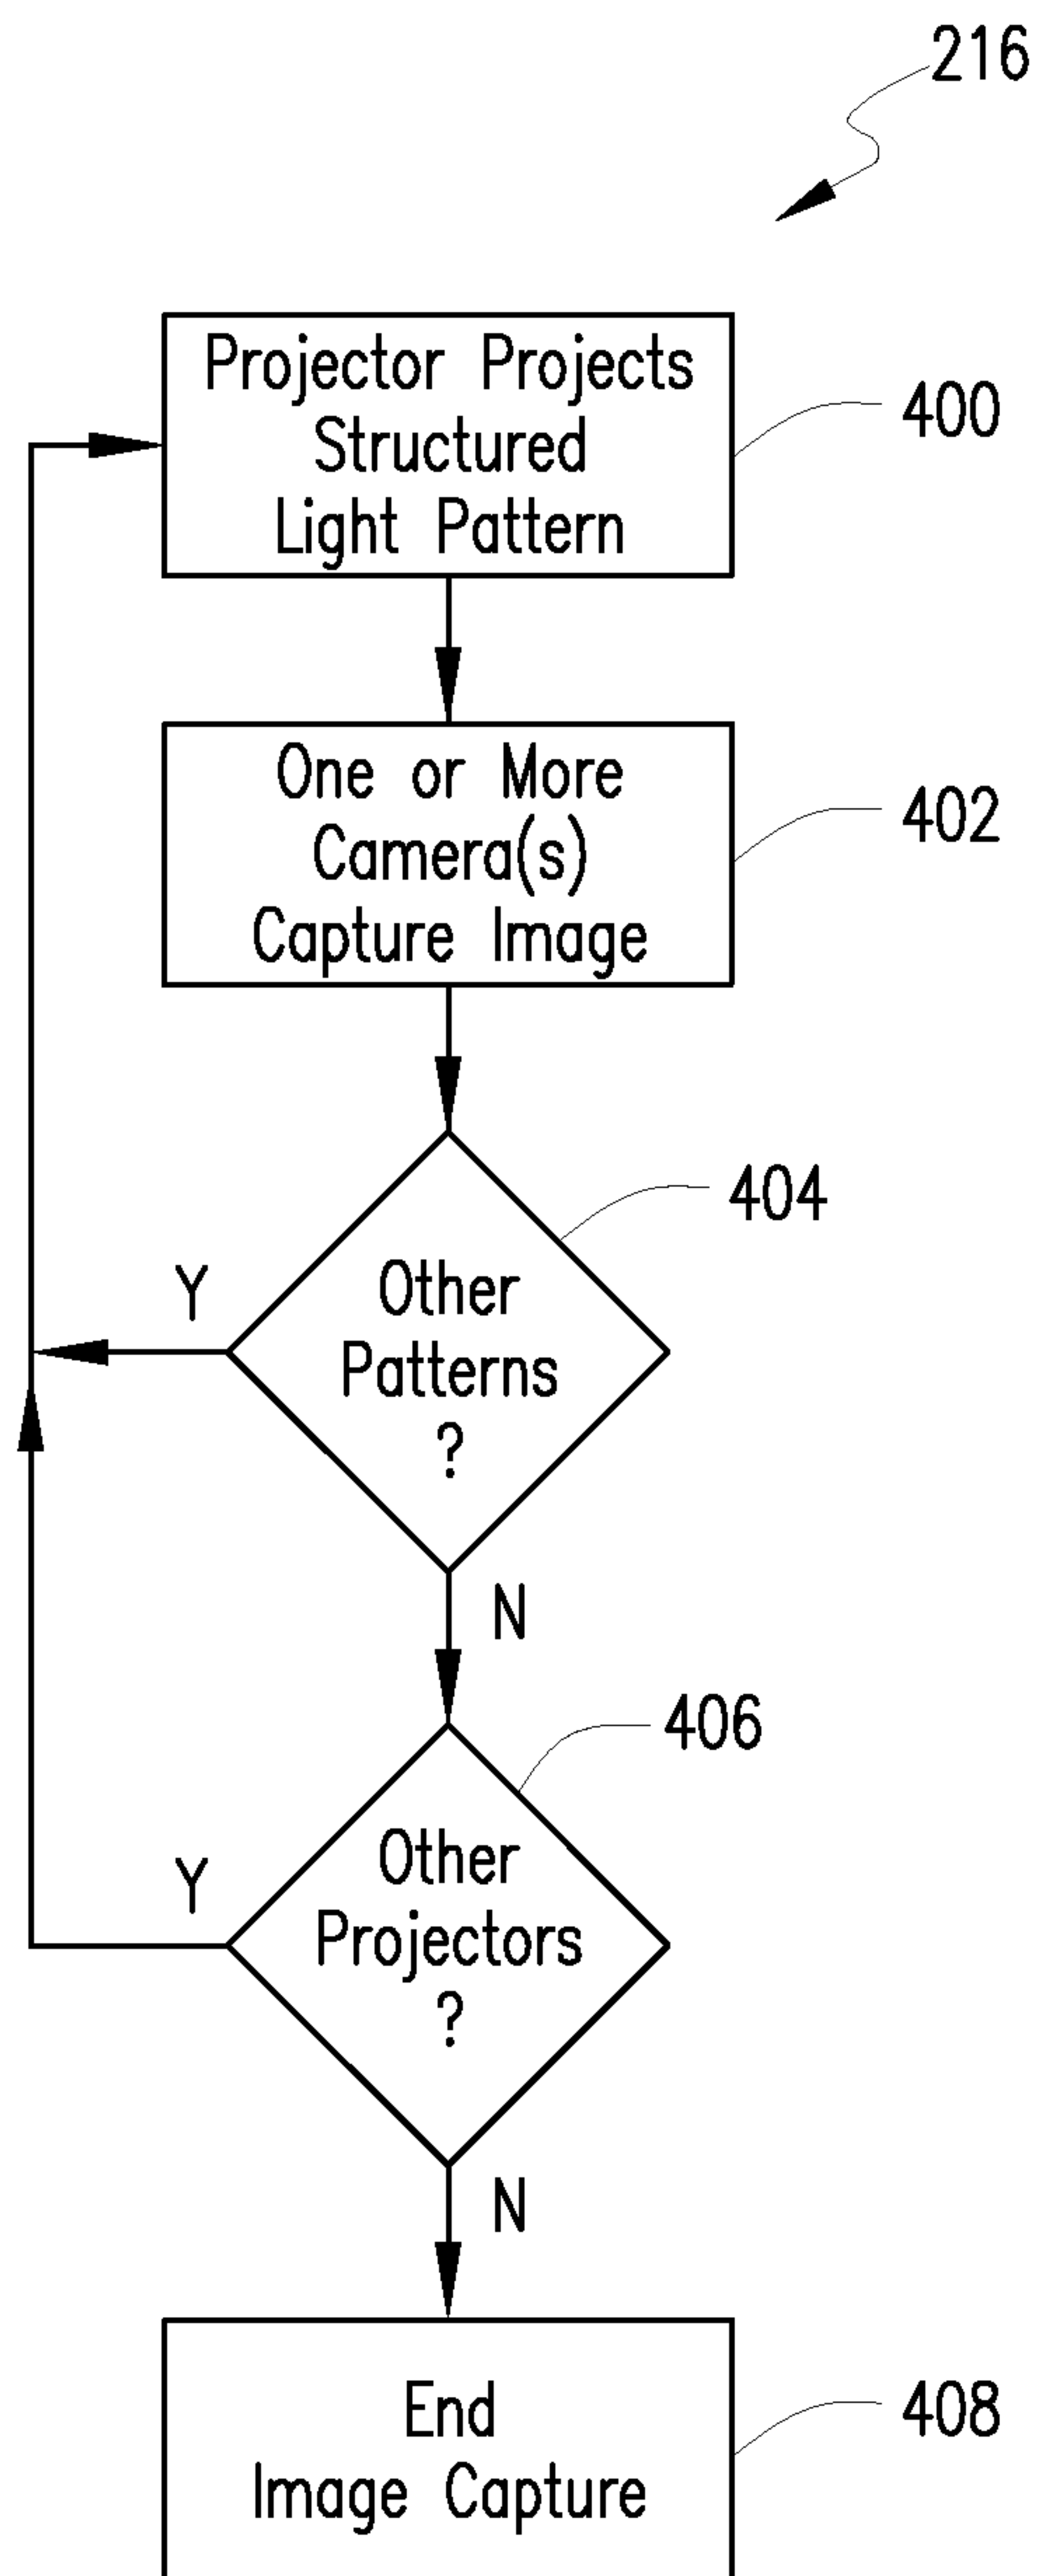 216
Projector Projects
Structured
Light Pattern
400
One or More
Camera(s)
Capture Image
402
404
Other
Patterns
?
Y
N
406
Other
Projectors
?
Y
N
End
Image Capture
408